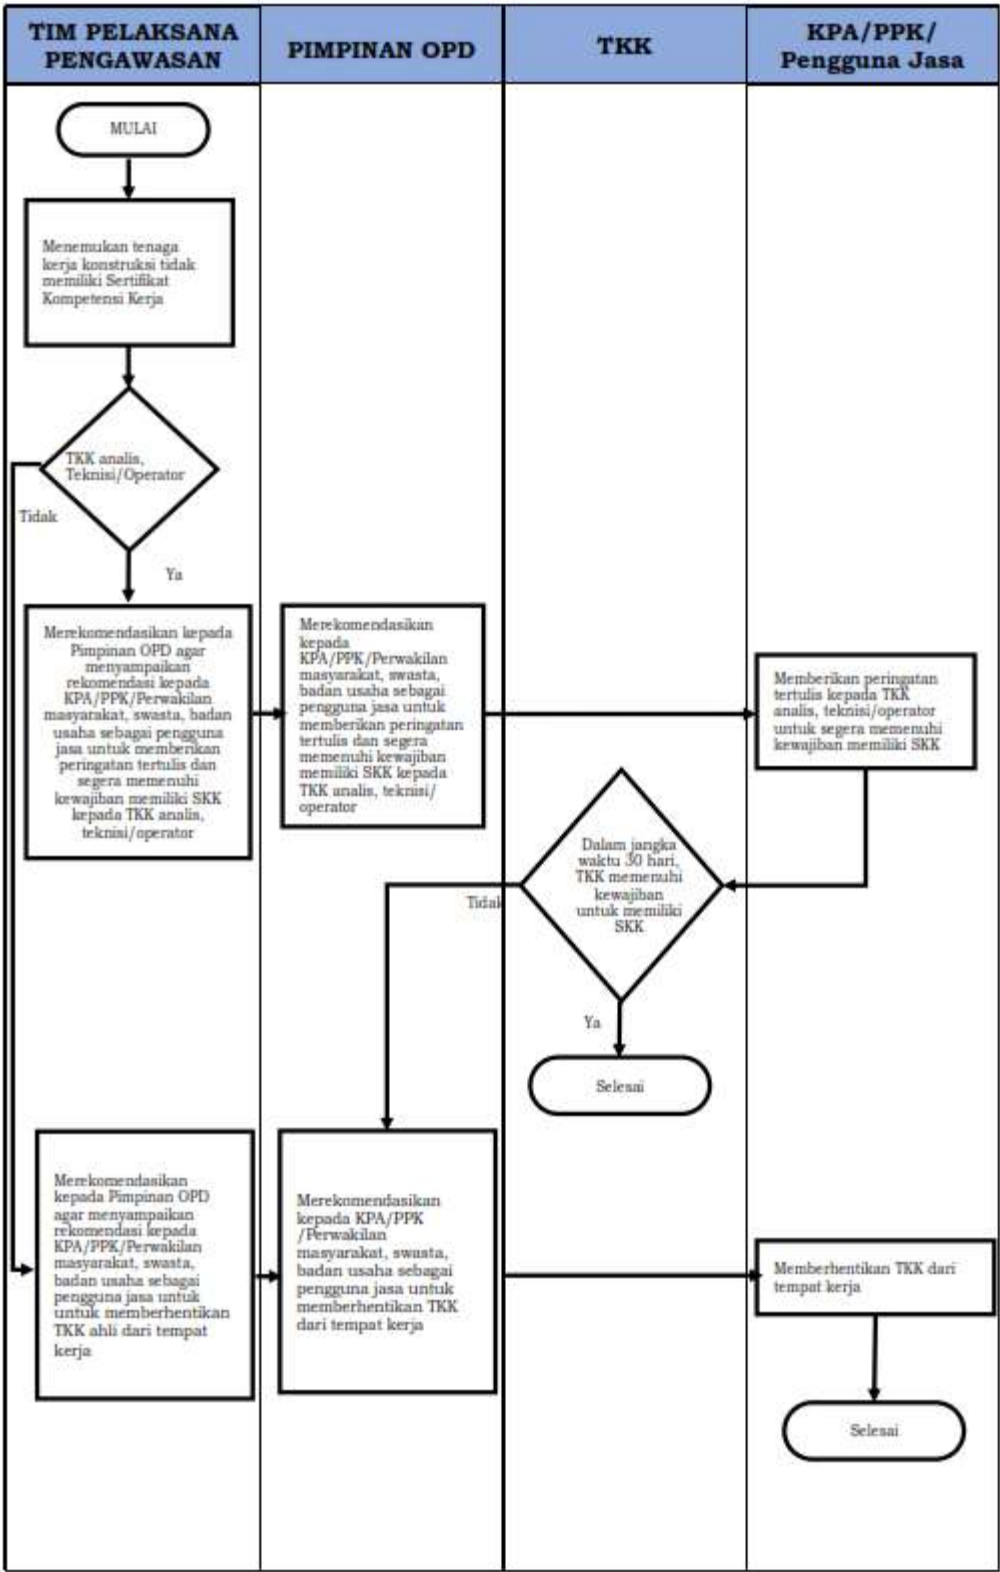 TIM PELAKSANA
PENGAWASAN
PIMPINAN OPD
TKK
KPA/PPK/
Pengguna Jasa
MULAI
Menemukan tenaga
kerja konstruksi tidak
memiliki Sertifikat
Kompetensi Kerja
TKK analis,
Teknisi/Operator
Tidak
Ya
Merekomendasikan kepada
Pimpinan OPD agar
menyampaikan
rekomendasi kepada
KPA/PPK/Perwakilan
masyarakat, swasta, badan
usaha sebagai pengguna
jasa untuk memberikan
peringatan tertulis dan
segera memenuhi
kewajiban memiliki SKK
kepada TKK analis,
teknisi/operator
Merekomendasikan
kepada
KPA/PPK/Perwakilan
masyarakat, swasta,
badan usaha sebagai
pengguna jasa untuk
memberikan peringatan
tertulis dan segera
memenuhi kewajiban
memiliki SKK kepada
TKK analis, teknisi/
operator
Memberikan peringatan
tertulis kepada TKK
analis, teknisi/operator
untuk segera memenuhi
kewajiban memiliki SKK
Dalam jangka
waktu 30 hari,
TKK memenuhi
kewajiban
untuk memiliki
SKK
Tidak
Ya
Selesai
Merekomendasikan
kepada Pimpinan OPD
agar menyampaikan
rekomendasi kepada
KPA/PPK/Perwakilan
masyarakat, swasta,
badan usaha sebagai
pengguna jasa untuk
untuk memberhentikan
TKK ahli dari tempat
kerja
Merekomendasikan
kepada KPA/PPK
/Perwakilan
masyarakat, swasta,
badan usaha sebagai
pengguna jasa untuk
memberhentikan TKK
dari tempat kerja
Memberhentikan TKK dari
tempat kerja
Selesai